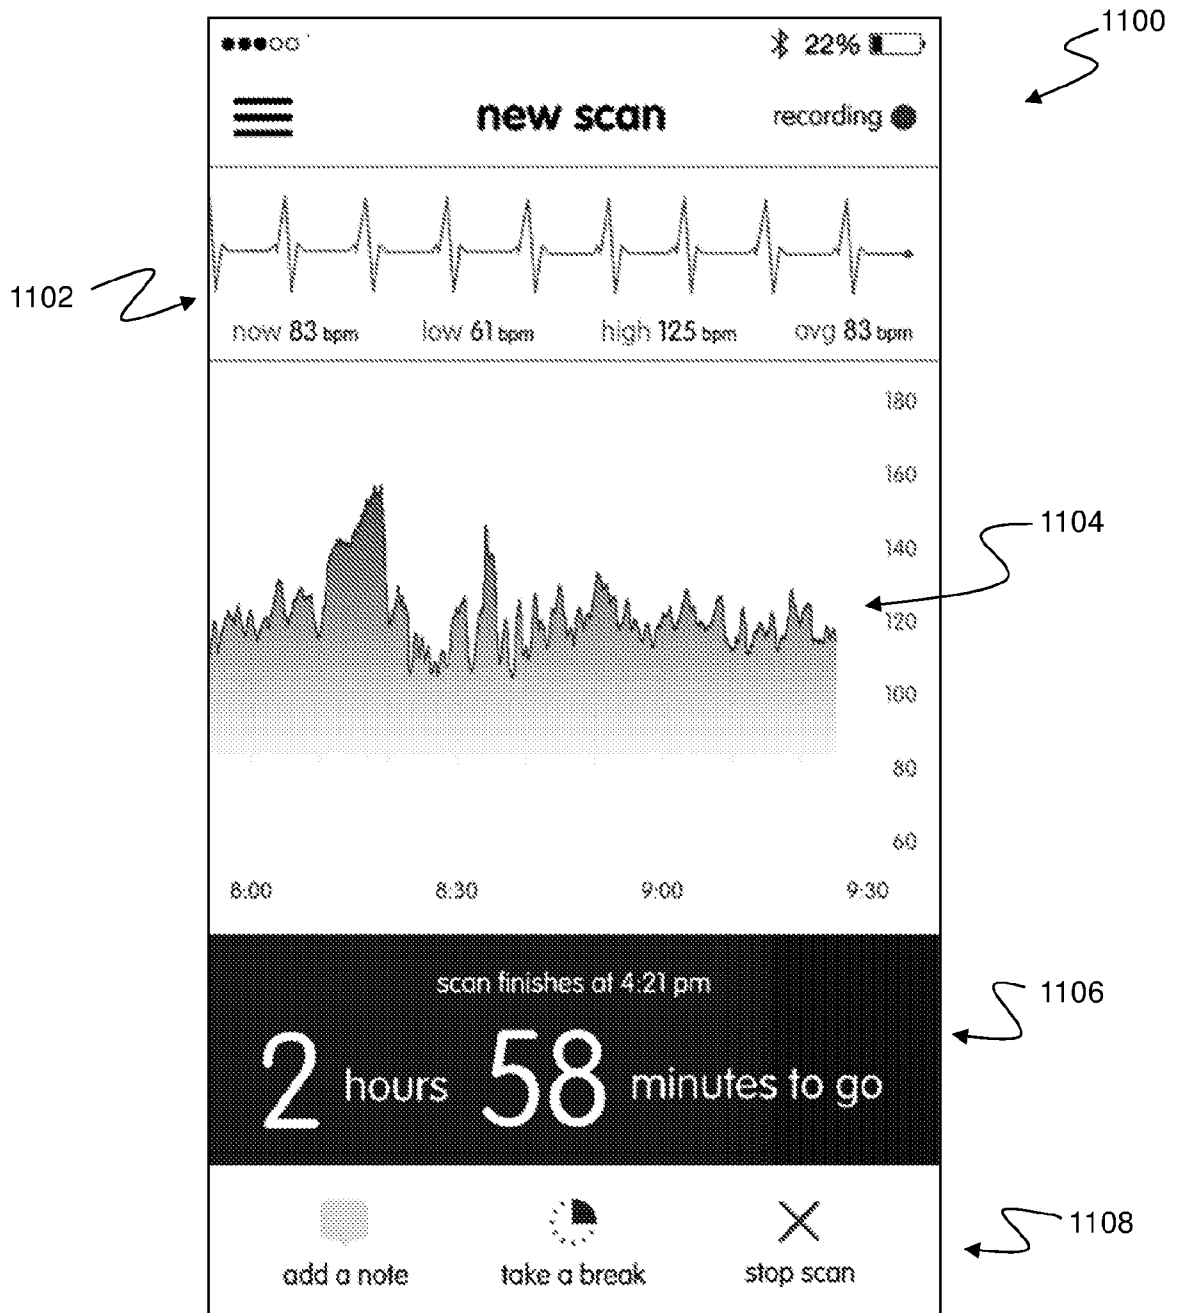 1100
22%
new scan
recording
1102
now 83 bpm low 61 bpm high 125 bpm avg 83 bpm
180
160
1104
140
120
100
80
60
8:00 8:30 9:00 9:30
scan finishes at 4:21 pm
1106
2 hours 58 minutes to go
1108
add a note take a break stop scan